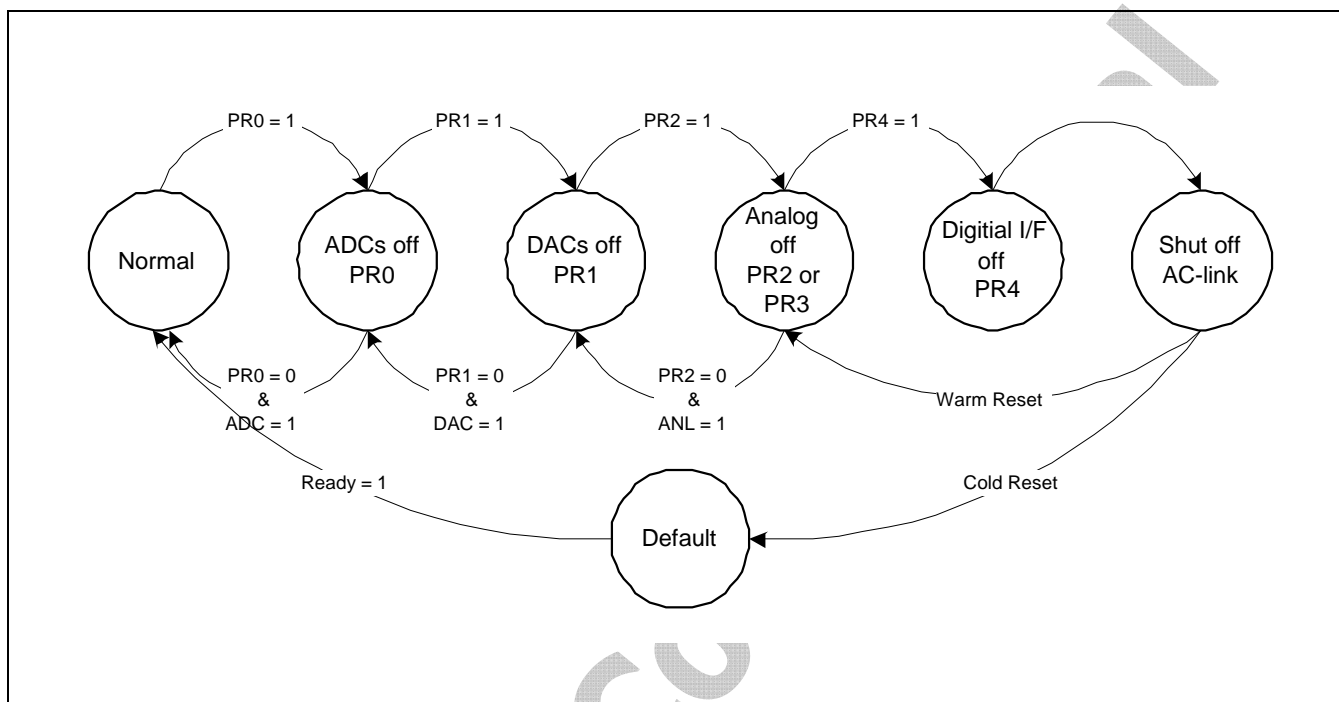 PR0 = 1
PR1 = 1
PR2 = 1
PR4 = 1
Normal
ADCs off
PR0
DACs off
PR1
Analog
off
PR2 or
PR3
Digitial I/F
off
PR4
Shut off
AC-link
PR0 = 0
&
ADC = 1
PR1 = 0
&
DAC = 1
PR2 = 0
&
ANL = 1
Warm Reset
Ready = 1
Cold Reset
Default